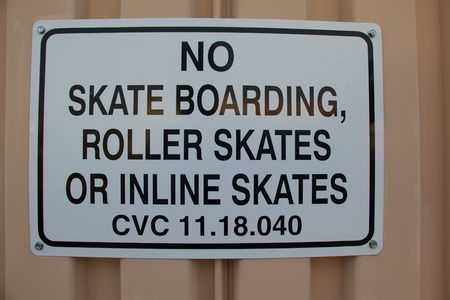 NO
SKATE BOARDING,
ROLLER SKATES
OR INLINE SKATES
CVC 11.18.040